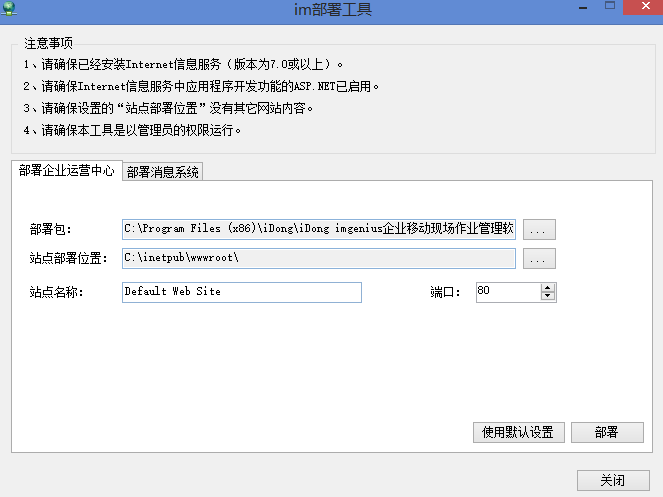 im部署工具
注意事项
1、请确保已经安装Internet信息服务（版本为7.0或以上）。
2、请确保Internet信息服务中应用程序开发功能的ASP.NET已启用。
3、请确保设置的“站点部署位置”没有其它网站内容。
4、请确保本工具是以管理员的权限运行。
部署企业运营中心 部署消息系统
部署包： C:\Program Files (x86)\iDong\iDong imgenius企业移动现场作业管理软 ...
站点部署位置： C:\inetpub\wwwroot\ ...
站点名称： Default Web Site 端口： 80
使用默认设置 部署
关闭